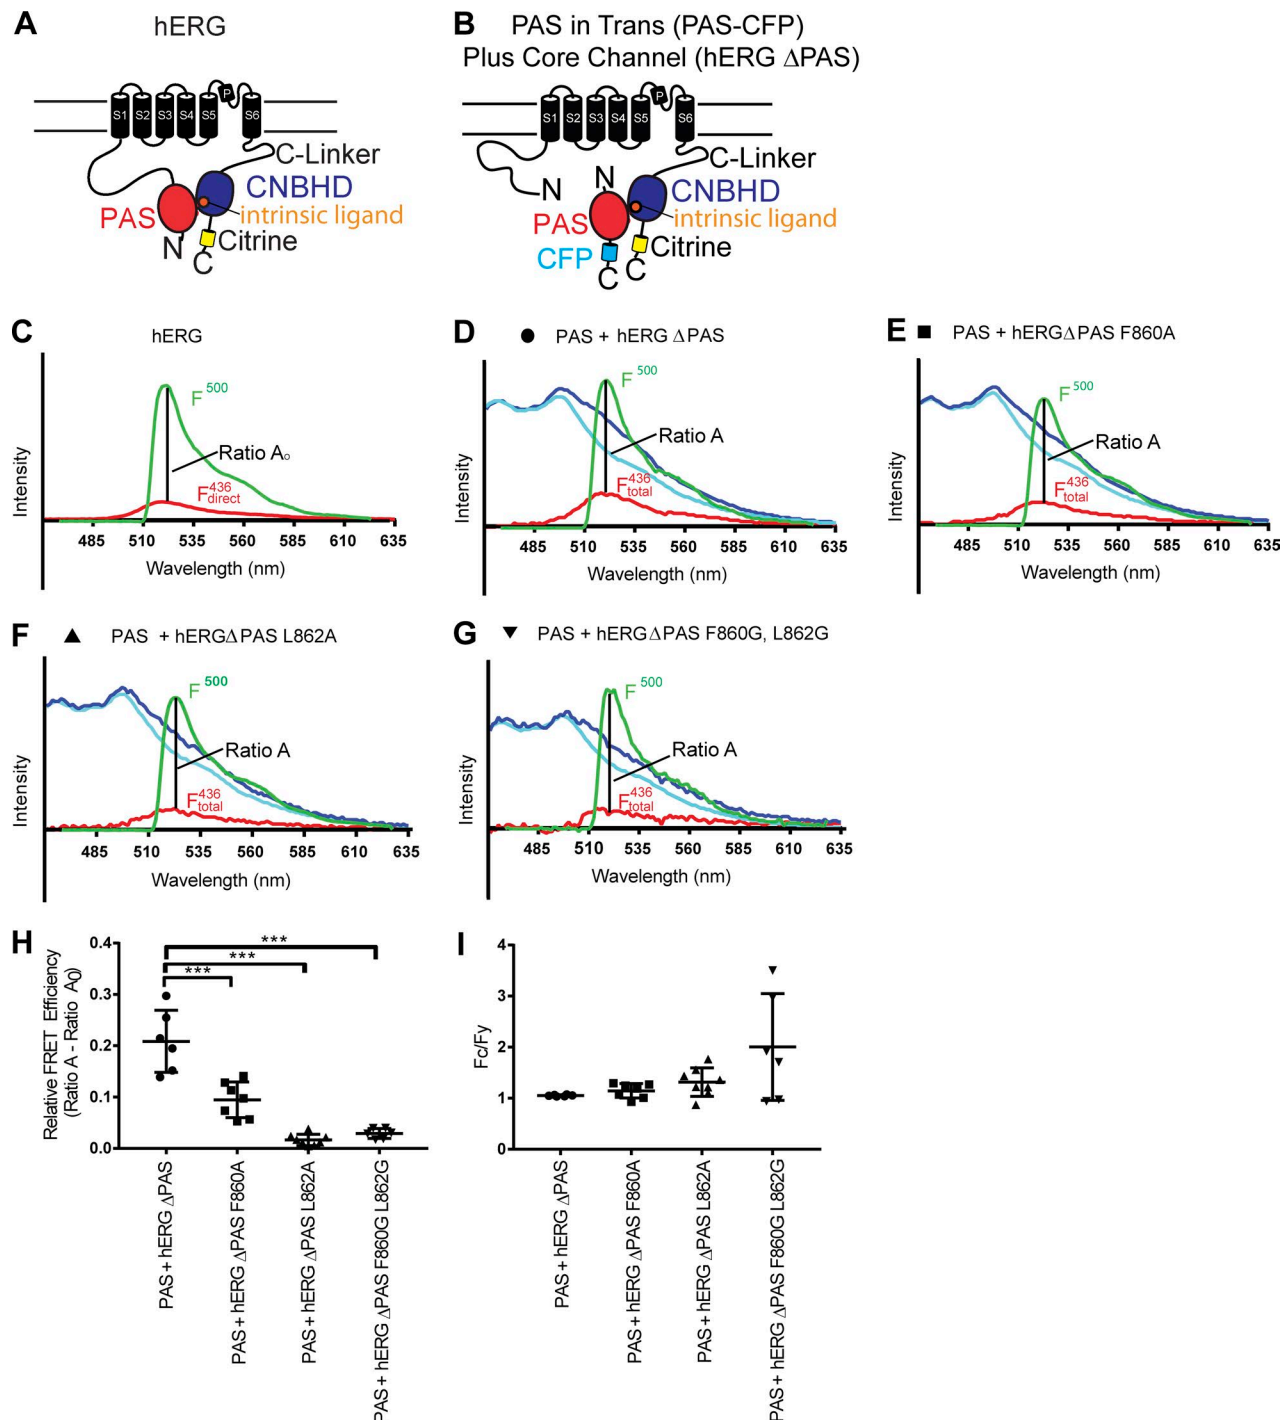 A
hERG
S1 S2 S3 S4 S5 P S6
C-Linker
CNBHD
intrinsic ligand
PAS
N
Citrine
C
B
PAS in Trans (PAS-CFP)
Plus Core Channel (hERG ΔPAS)
S1 S2 S3 S4 S5 P S6
C-Linker
N
N
CNBHD
intrinsic ligand
PAS
CFP
Citrine
C C
C
hERG
F500
Ratio A0
F436direct
Intensity
485 510 535 560 585 610 635
Wavelength (nm)
D
● PAS + hERG ΔPAS
F500
Ratio A
F436total
Intensity
485 510 535 560 585 610 635
Wavelength (nm)
E
■ PAS + hERGΔPAS F860A
F500
Ratio A
F436total
Intensity
485 510 535 560 585 610 635
Wavelength (nm)
F
▲ PAS + hERGΔPAS L862A
F500
Ratio A
F436total
Intensity
485 510 535 560 585 610 635
Wavelength (nm)
G
▼ PAS + hERGΔPAS F860G, L862G
F500
Ratio A
F436total
Intensity
485 510 535 560 585 610 635
Wavelength (nm)
H
Relative FRET Efficiency
(Ratio A - Ratio A0)
0.4
0.3
0.2
0.1
0.0
***
***
***
PAS + hERG ΔPAS
PAS + hERG ΔPAS F860A
PAS + hERG ΔPAS L862A
PAS + hERG ΔPAS F860G L862G
I
Fc/Fy
4
3
2
1
0
PAS + hERG ΔPAS
PAS + hERG ΔPAS F860A
PAS + hERG ΔPAS L862A
PAS + hERG ΔPAS F860G L862G